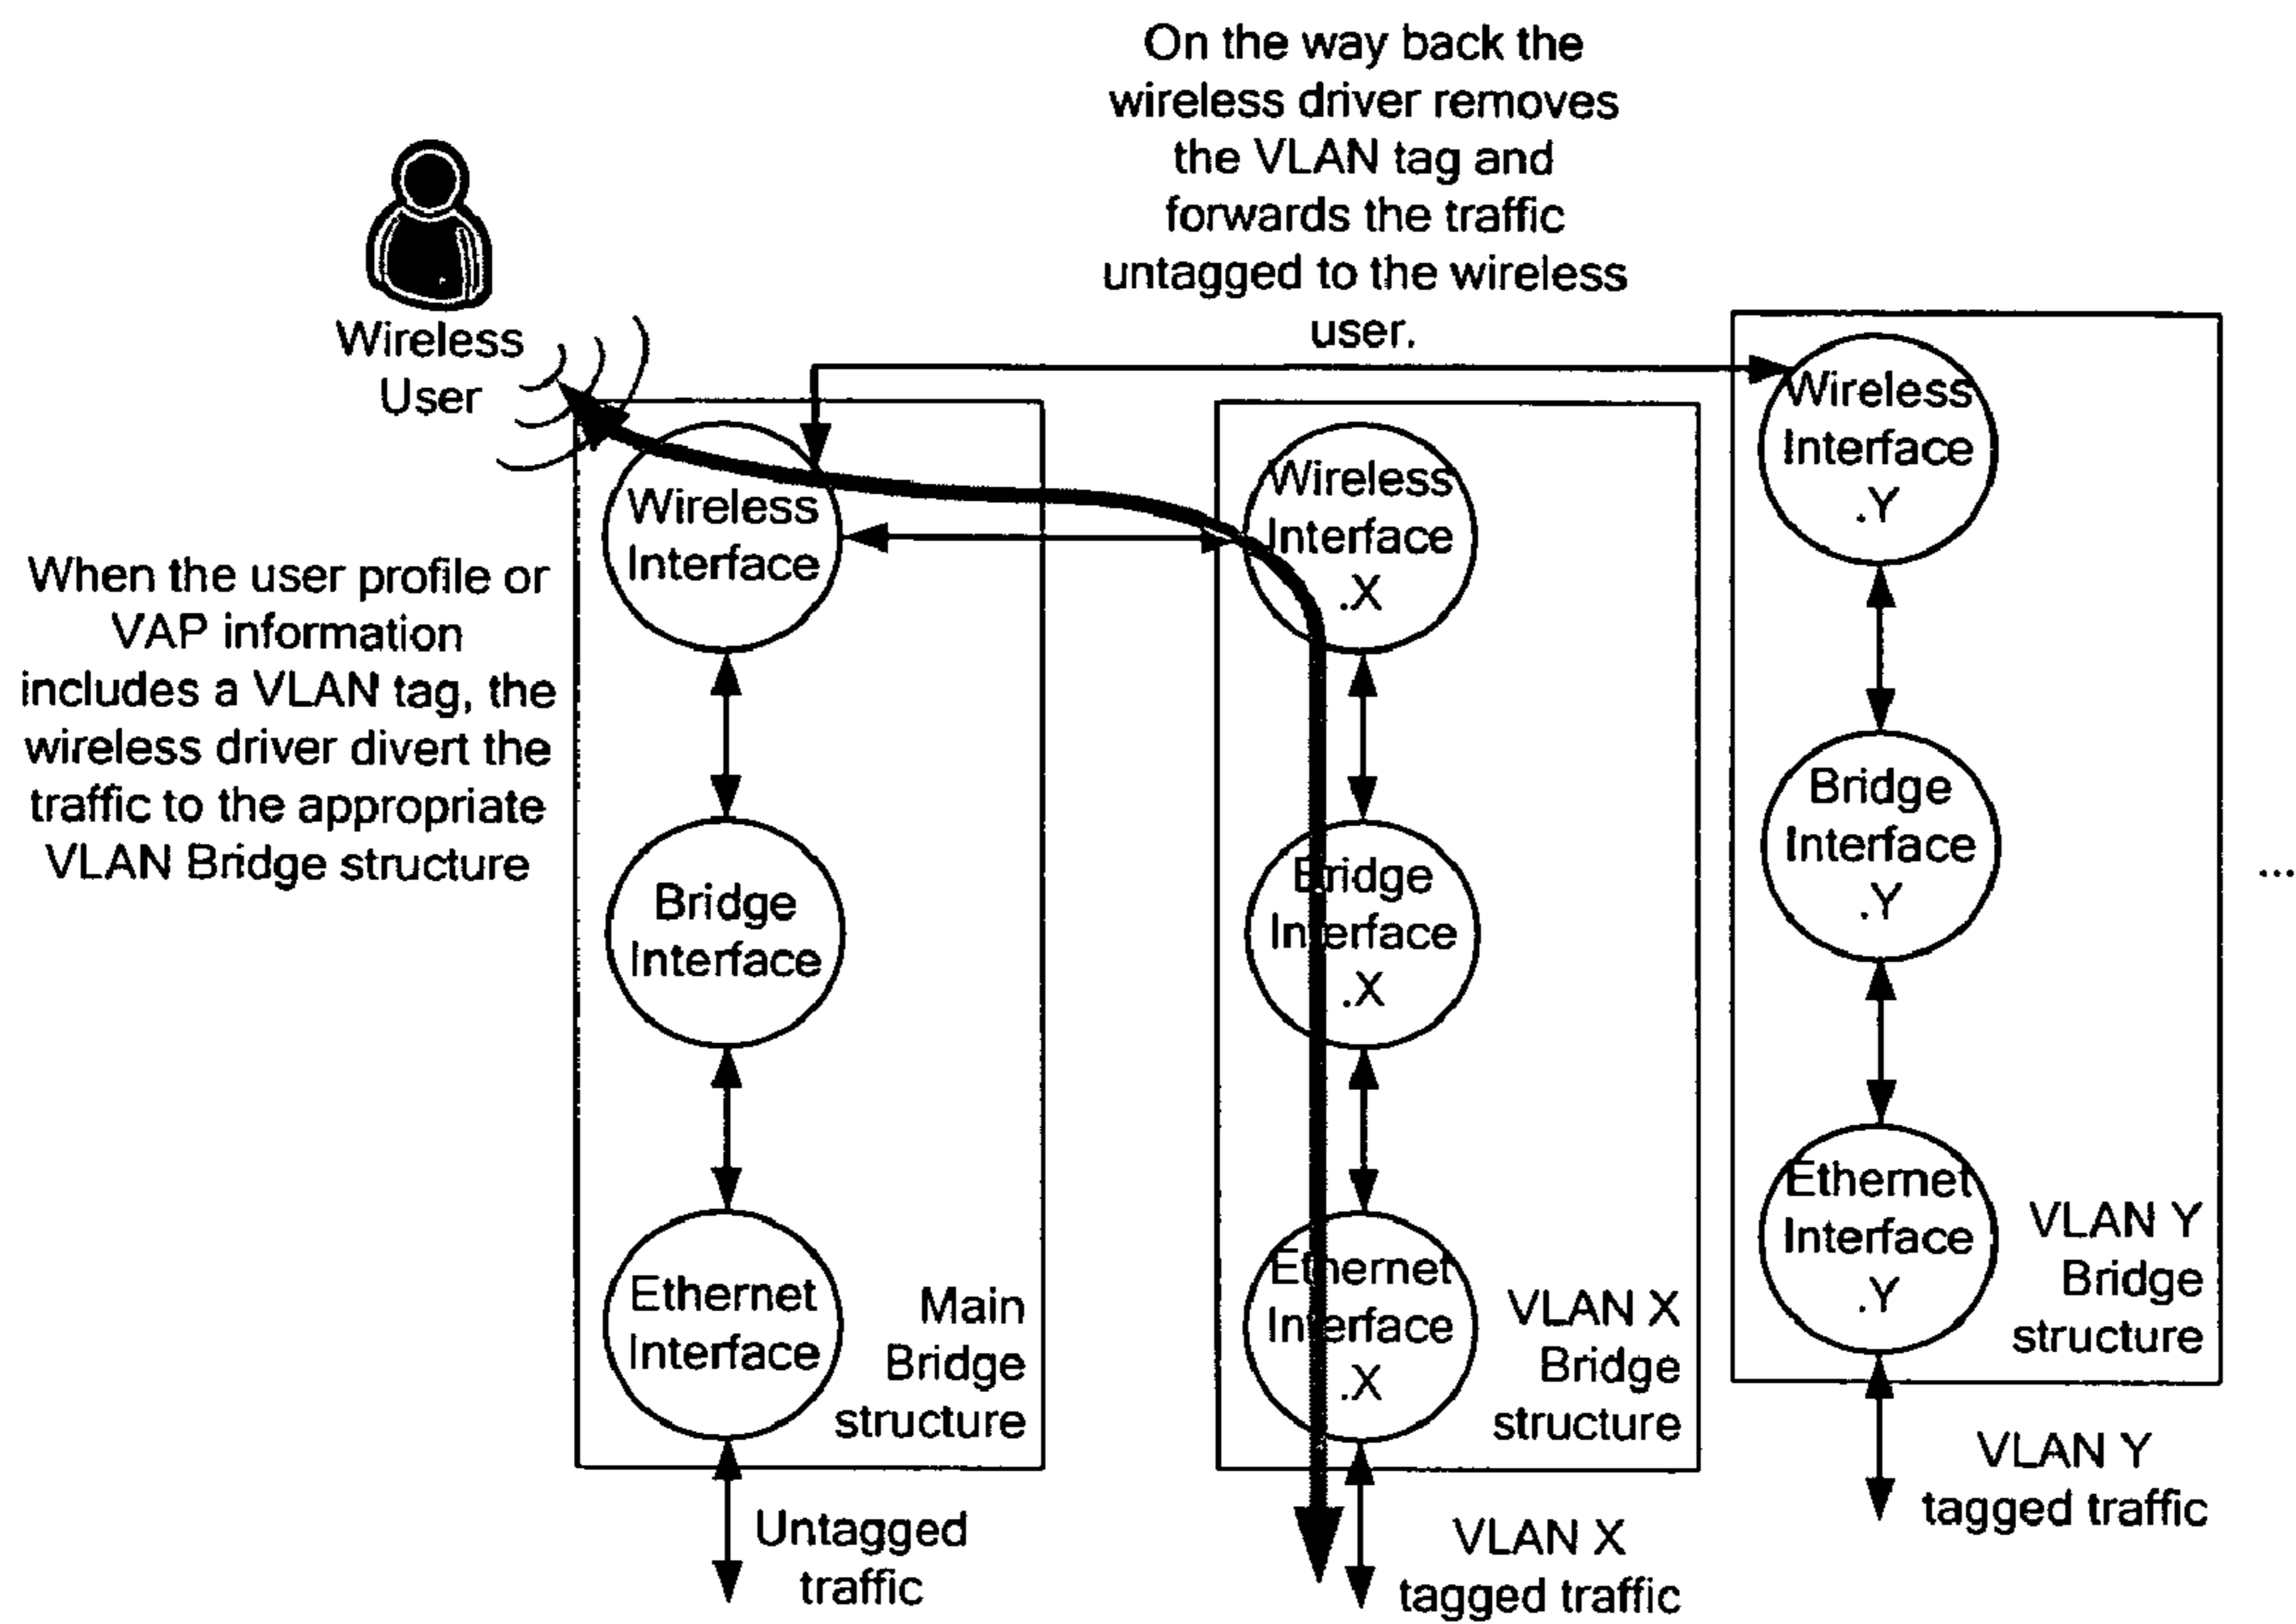 On the way back the
wireless driver removes
the VLAN tag and
forwards the traffic
untagged to the wireless
user.
Wireless
User
When the user profile or
VAP information
includes a VLAN tag, the
wireless driver divert the
traffic to the appropriate
VLAN Bridge structure
Wireless
Interface
Bridge
Interface
Ethernet
Interface
Main
Bridge
structure
Untagged
traffic
Wireless
Interface
.X
Bridge
Interface
.X
Ethernet
Interface
.X
VLAN X
Bridge
structure
VLAN X
tagged traffic
Wireless
Interface
.Y
Bridge
Interface
.Y
Ethernet
Interface
.Y
VLAN Y
Bridge
structure
VLAN Y
tagged traffic
...